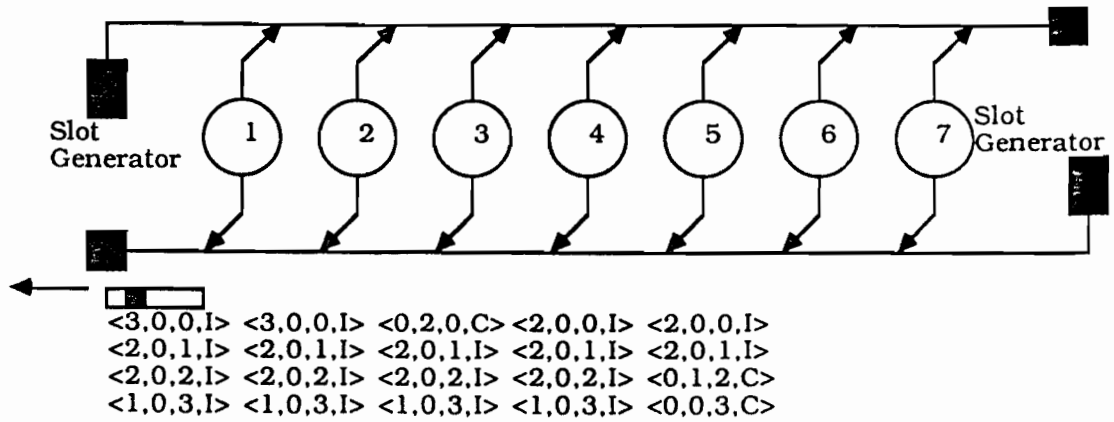 1 2 3 4 5 6 7
Slot
Generator
Slot
Generator
<3,0,0,I> <3,0,0,I> <0,2,0,C> <2,0,0,I> <2,0,0,I>
<2,0,1,I> <2,0,1,I> <2,0,1,I> <2,0,1,I> <2,0,1,I>
<2,0,2,I> <2,0,2,I> <2,0,2,I> <2,0,2,I> <0,1,2,C>
<1,0,3,I> <1,0,3,I> <1,0,3,I> <1,0,3,I> <0,0,3,C>